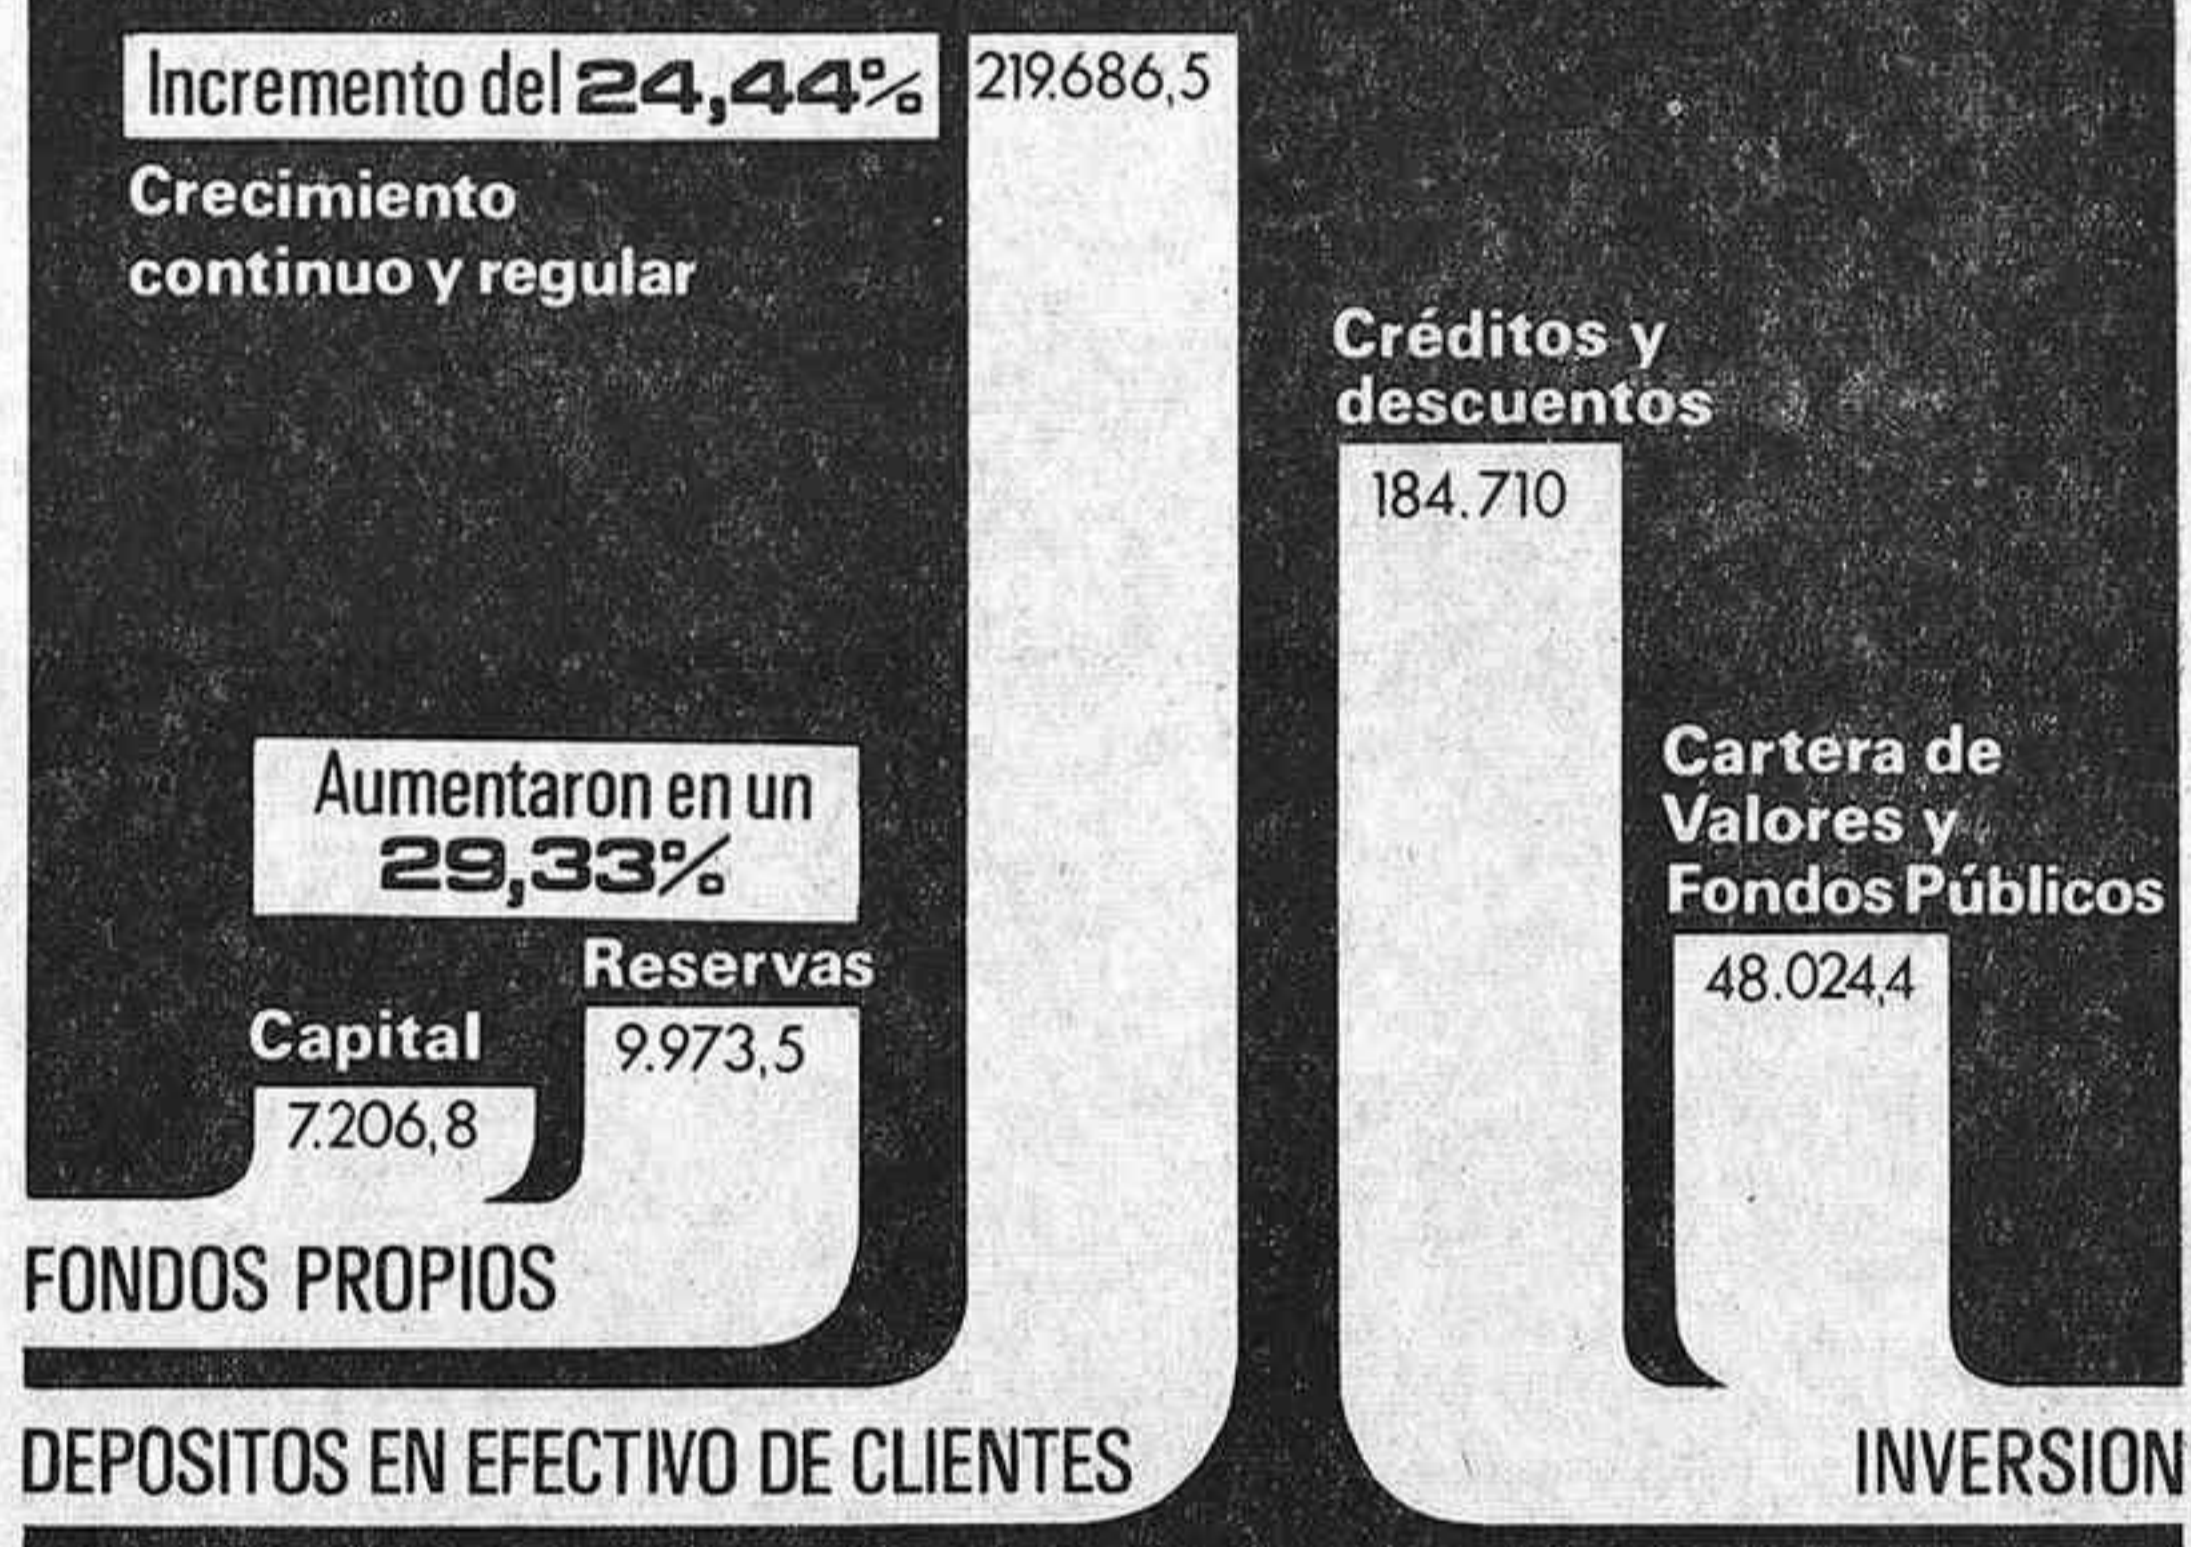 Incremento del 24,44%
219.686,5
Crecimiento
continuo y regular
Créditos y
descuentos
184.710
Aumentaron en un
29,33%
Cartera de
Valores y
Fondos Públicos
48.024,4
Reservas
9.973,5
Capital
7.206,8
FONDOS PROPIOS
DEPOSITOS EN EFECTIVO DE CLIENTES
INVERSION